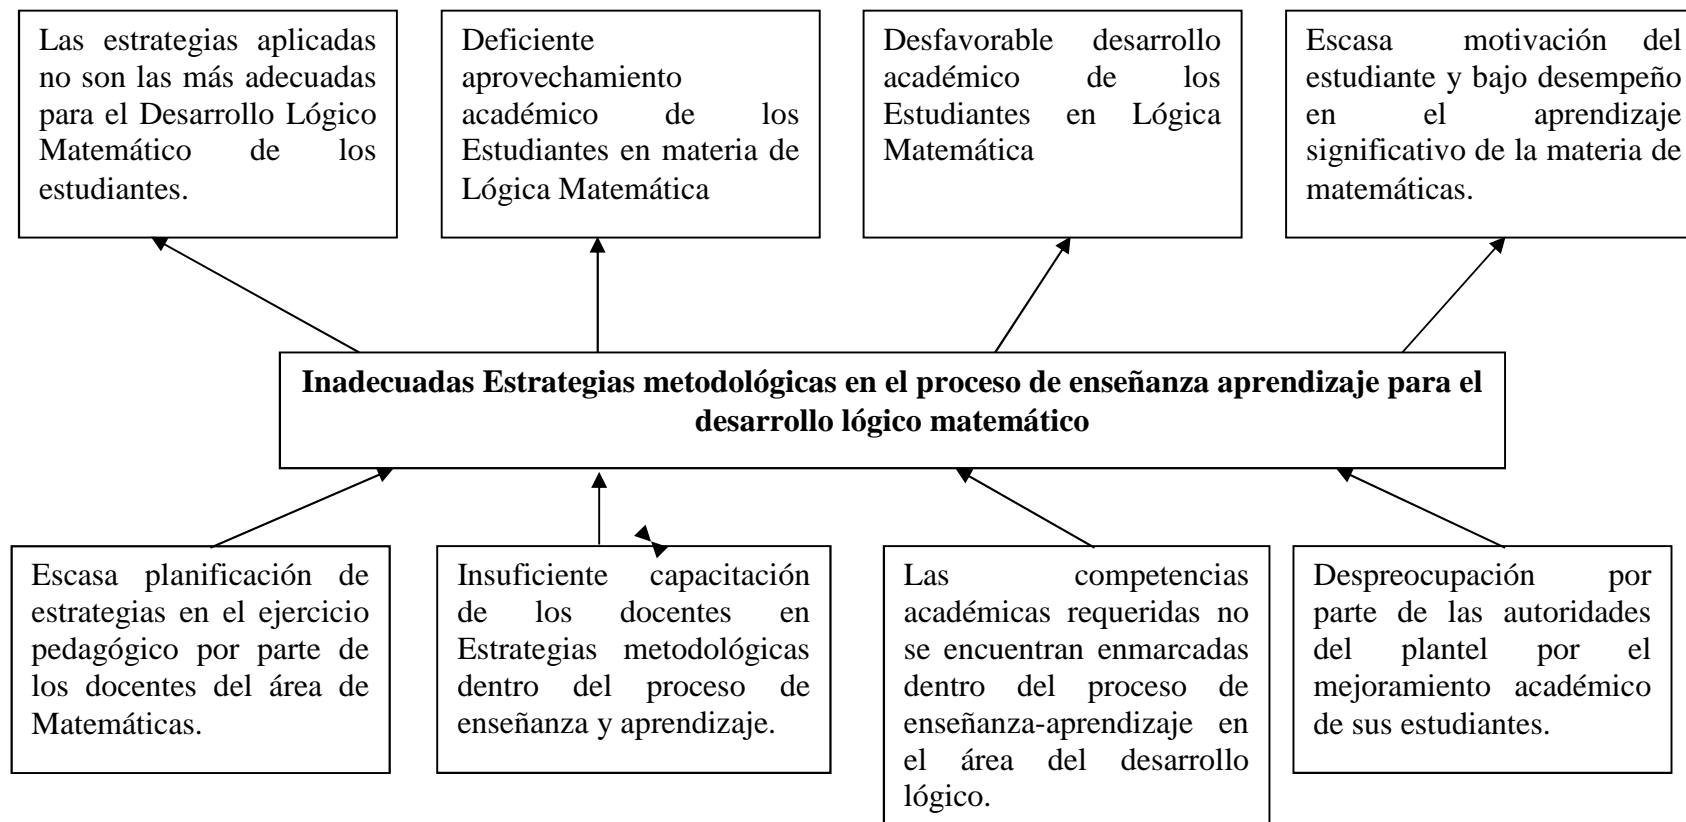 Las estrategias aplicadas
no son las más adecuadas
para el Desarrollo Lógico
Matemático de los
estudiantes.
Deficiente
aprovechamiento
académico de los
Estudiantes en materia de
Lógica Matemática
Desfavorable desarrollo
académico de los
Estudiantes en Lógica
Matemática
Escasa motivación del
estudiante y bajo desempeño
en el aprendizaje
significativo de la materia de
matemáticas.
Inadecuadas Estrategias metodológicas en el proceso de enseñanza aprendizaje para el
desarrollo lógico matemático
Escasa planificación de
estrategias en el ejercicio
pedagógico por parte de
los docentes del área de
Matemáticas.
Insuficiente capacitación
de los docentes en
Estrategias metodológicas
dentro del proceso de
enseñanza y aprendizaje.
Las competencias
académicas requeridas no
se encuentran enmarcadas
dentro del proceso de
enseñanza-aprendizaje en
el área del desarrollo
lógico.
Despreocupación por
parte de las autoridades
del plantel por el
mejoramiento académico
de sus estudiantes.